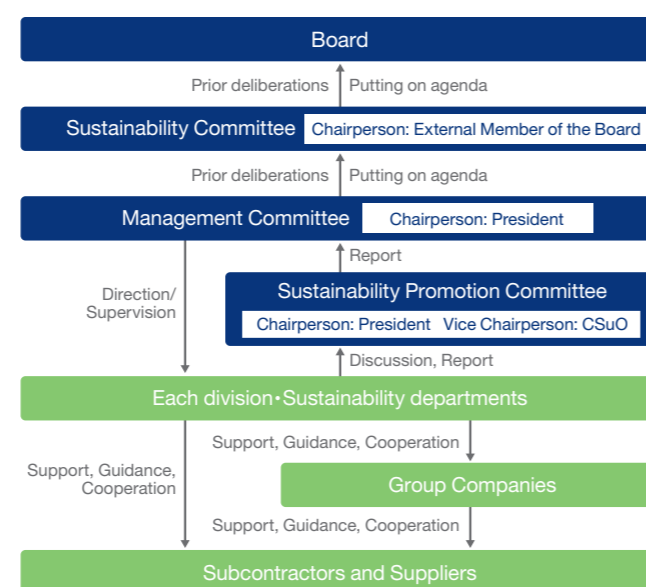 Board
Prior deliberations
Putting on agenda
Sustainability Committee
Chairperson: External Member of the Board
Prior deliberations
Putting on agenda
Management Committee
Chairperson: President
Report
Direction/
Supervision
Sustainability Promotion Committee
Chairperson: President Vice Chairperson: CSuO
Discussion, Report
Each division・Sustainability departments
Support, Guidance, Cooperation
Support, Guidance,
Cooperation
Group Companies
Support, Guidance, Cooperation
Subcontractors and Suppliers